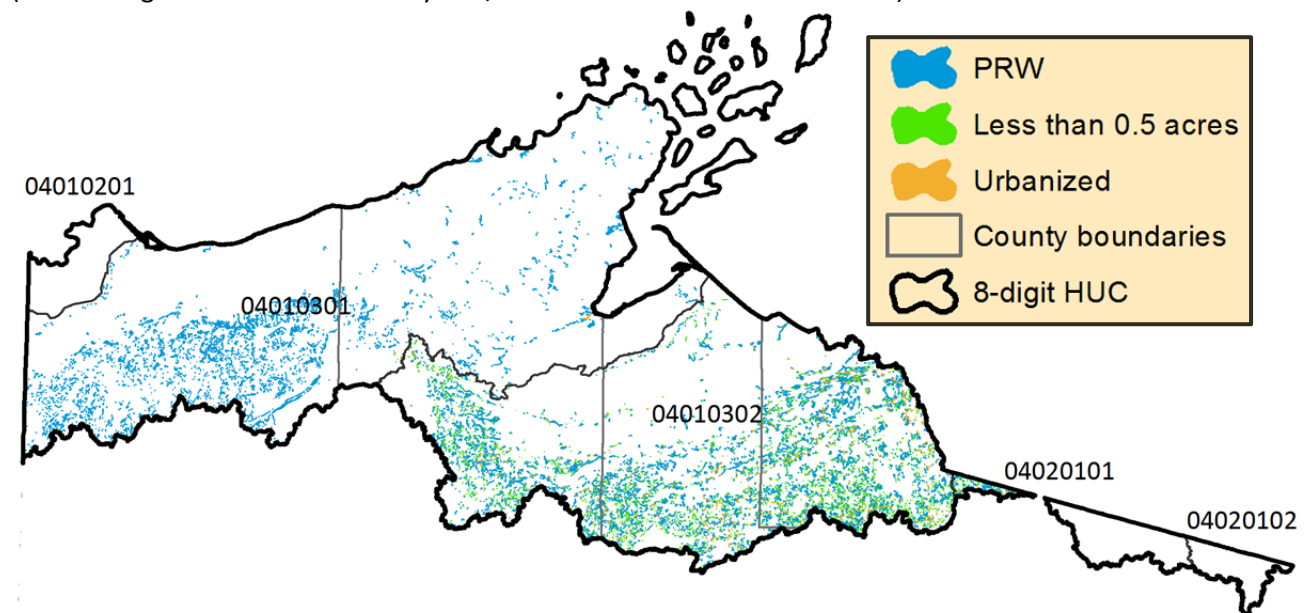 PRW
Less than 0.5 acres
Urbanized
County boundaries
8-digit HUC
04010201
04010301
04010302
04020101
04020102